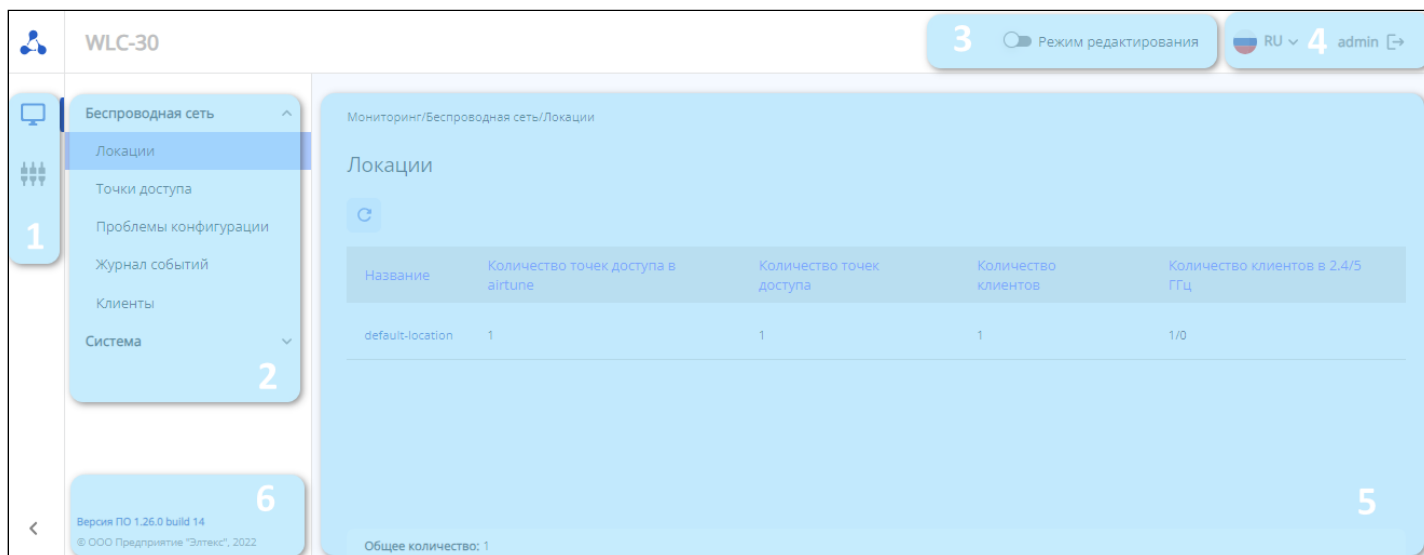 WLC-30
3
Режим редактирования
RU
4
admin
1
Беспроводная сеть
Локации
Точки доступа
Проблемы конфигурации
Журнал событий
Клиенты
Система
2
Мониторинг/Беспроводная сеть/Локации
Локации
Название
Количество точек доступа в airtune
Количество точек доступа
Количество клиентов
Количество клиентов в 2.4/5 ГГц
default-location
1
1
1
1/0
5
Общее количество: 1
6
Версия ПО 1.26.0 build 14
© ООО Предприятие "Элтекс", 2022